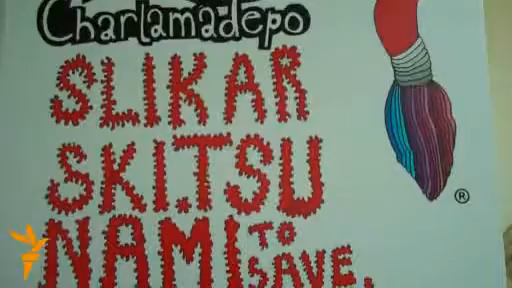 Charlamadepo
SLIKAR
SKI.TSU
NAMI TO
SAVE.
®